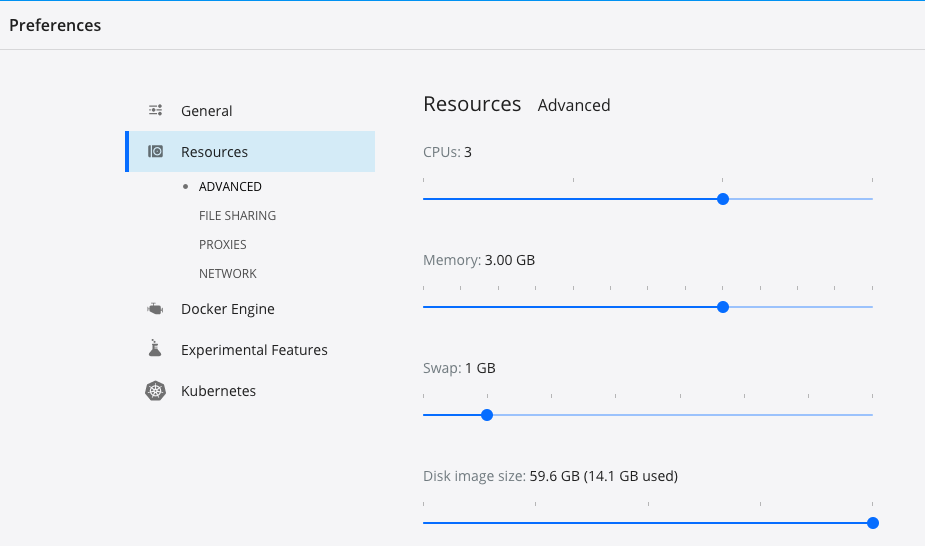 Preferences
General
Resources
ADVANCED
FILE SHARING
PROXIES
NETWORK
Docker Engine
Experimental Features
Kubernetes
Resources Advanced
CPUs: 3
Memory: 3.00 GB
Swap: 1 GB
Disk image size: 59.6 GB (14.1 GB used)